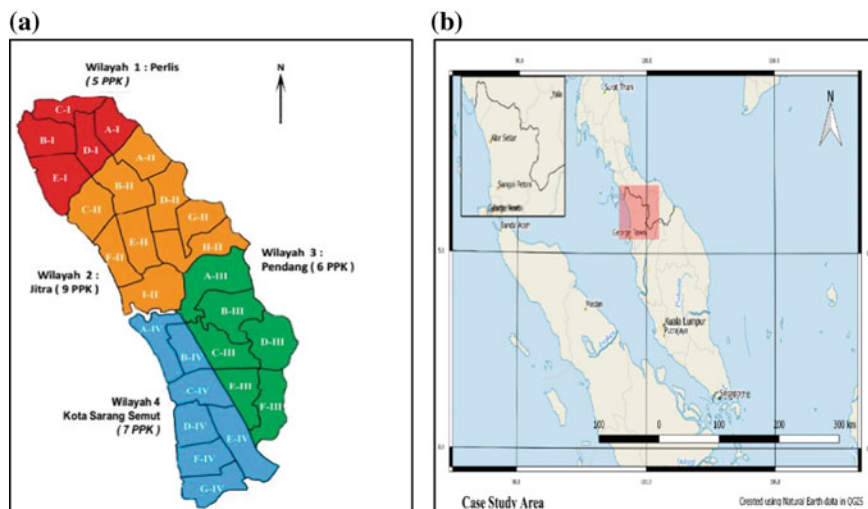 (a)
Wilayah 1 : Perlis
( 5 PPK )
N
C-I
A-I
B-I
D-I
E-I
A-II
B-II
D-II
C-II
G-II
E-II
H-II
F-II
Wilayah 2 :
Jitra ( 9 PPK )
I-II
Wilayah 3 :
Pendang ( 6 PPK )
A-III
B-III
D-III
C-III
E-III
F-III
A-IV
B-IV
C-IV
Wilayah 4
Kota Sarang Semut
( 7 PPK )
D-IV
E-IV
F-IV
G-IV
(b)
Surat Thani
N
Yala
Alor Setar
Sungai Petani
Banda Aceh
George Town
Medan
Kuala Lumpur
Putrajaya
Singapore
100
0
100
200
300 km
Case Study Area
Created using Natural Earth data in QGIS